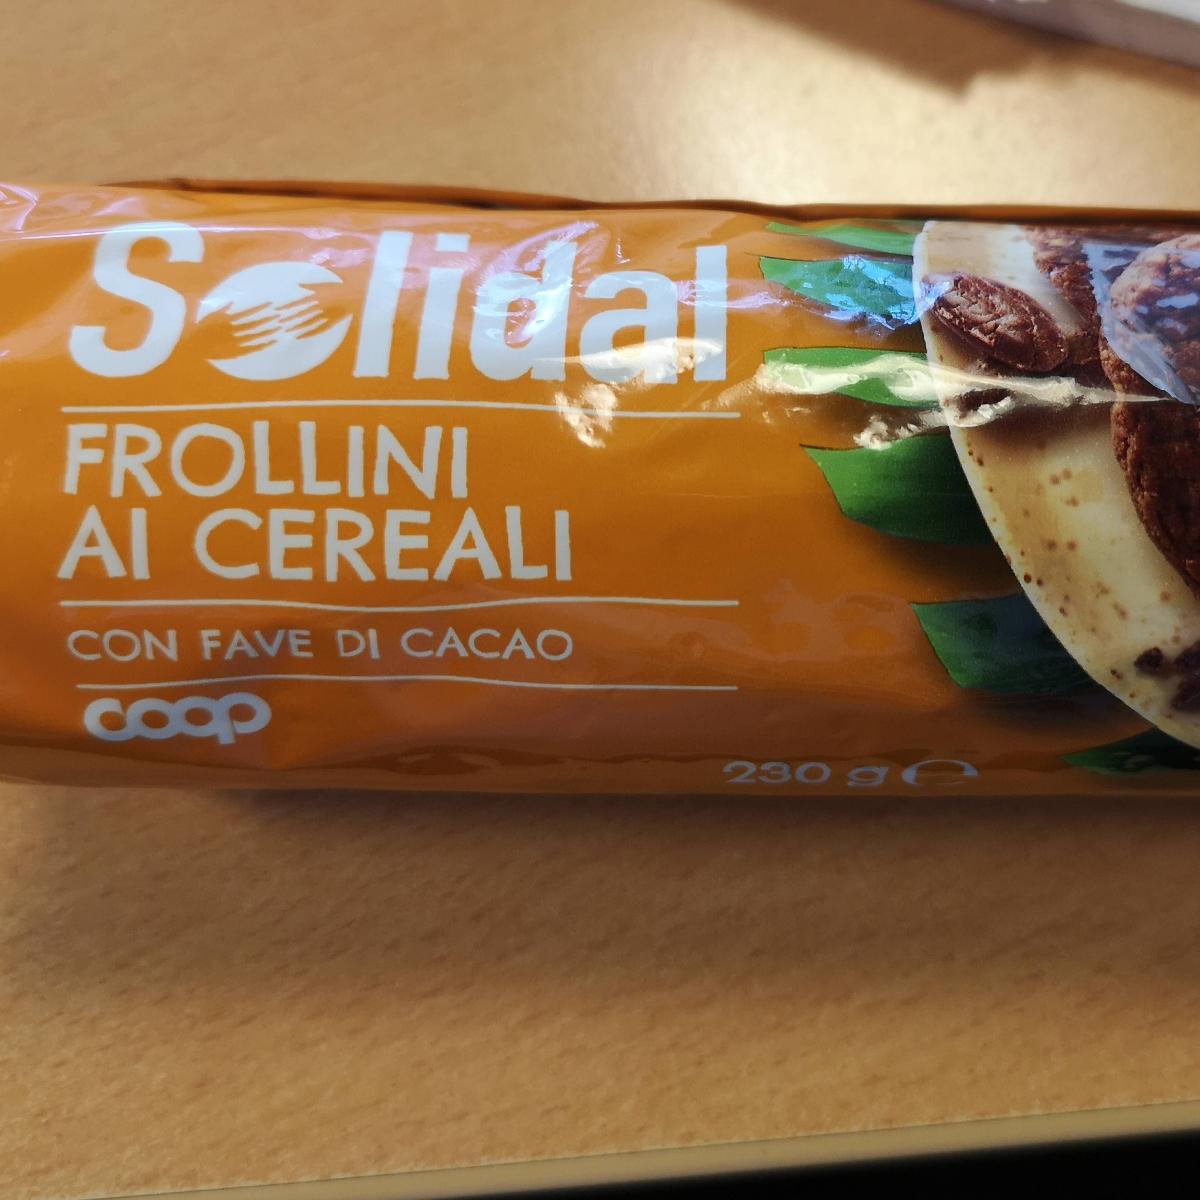 Solidal
FROLLINI
AI CEREALI
CON FAVE DI CACAO
coop
230 g ℮